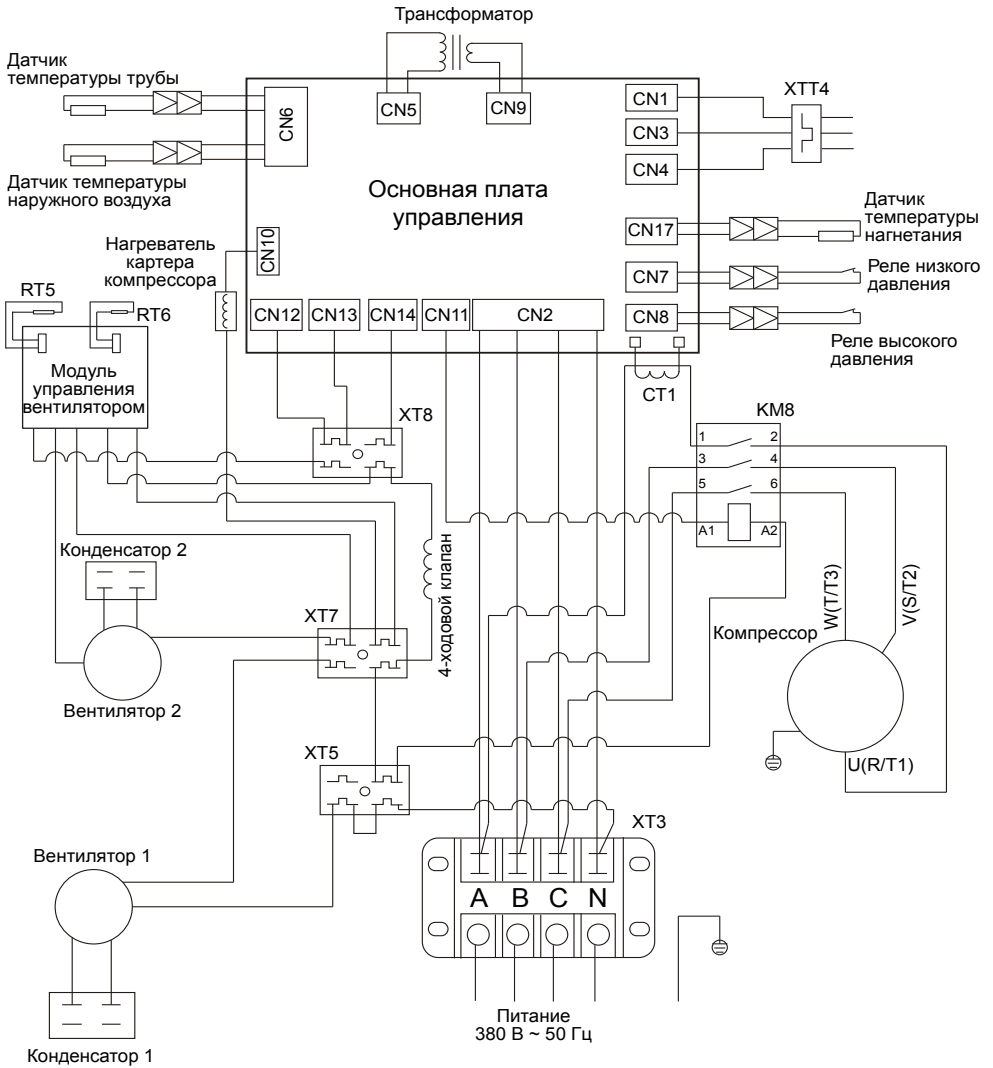 Трансформатор
Датчик
температуры трубы
CN6
CN5
CN9
CN1
CN3
CN4
XTT4
Датчик температуры
наружного воздуха
Основная плата
управления
Датчик
температуры
нагнетания
CN17
Нагреватель
картера
компрессора
CN10
CN7
Реле низкого
давления
RT5
RT6
CN12
CN13
CN14
CN11
CN2
CN8
Реле высокого
давления
Модуль
управления
вентилятором
CT1
XT8
KM8
1
2
3
4
5
6
A1
A2
Конденсатор 2
4-ходовой клапан
W(T/T3)
V(S/T2)
XT7
Компрессор
Вентилятор 2
XT5
U(R/T1)
XT3
Вентилятор 1
A
B
C
N
Питание
380 В ~ 50 Гц
Конденсатор 1